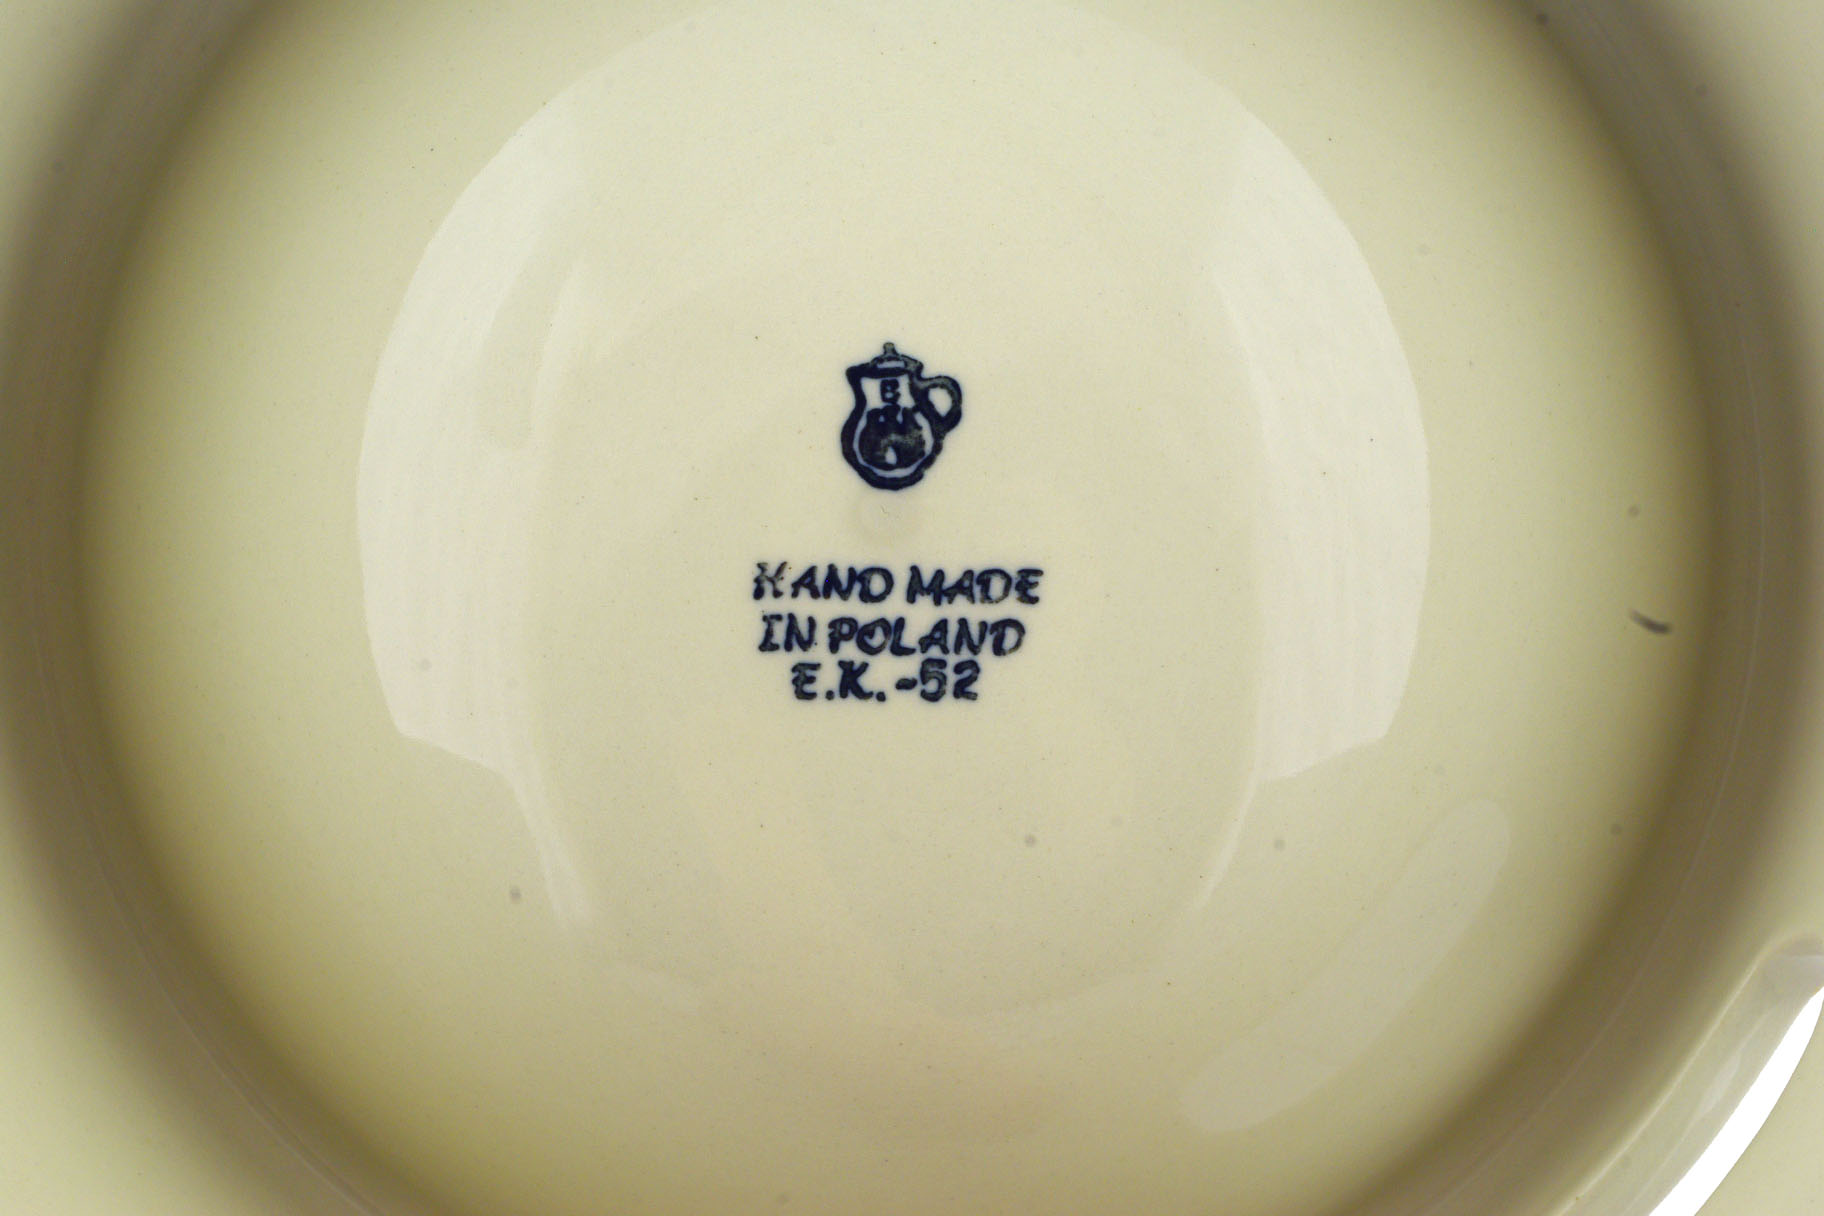 B
HAND MADE
IN POLAND
E.K.-52